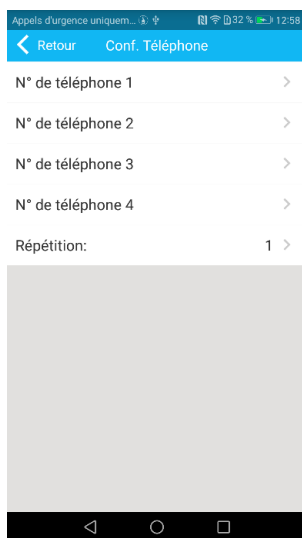 Appels d'urgence uniquem... 32 % 12:58
Retour Conf. Téléphone
N° de téléphone 1
N° de téléphone 2
N° de téléphone 3
N° de téléphone 4
Répétition: 1